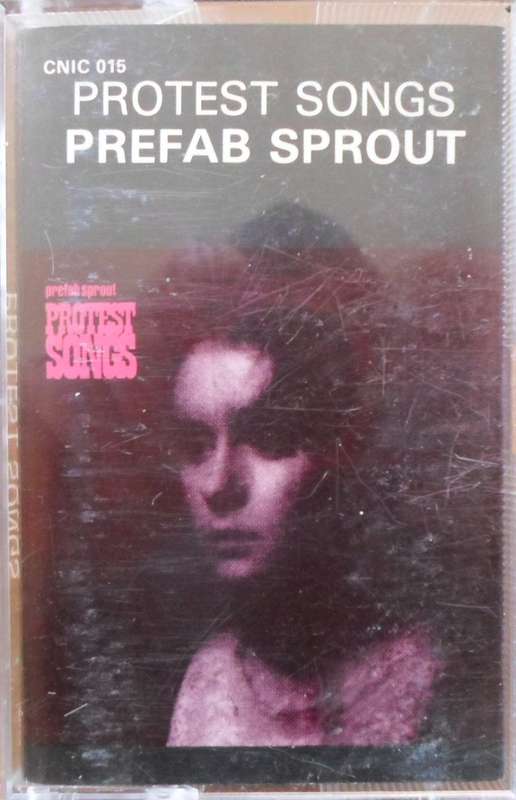 CNIC 015
PROTEST SONGS
PREFAB SPROUT
prefab sprout
PROTEST
SONGS
PROTEST SONGS